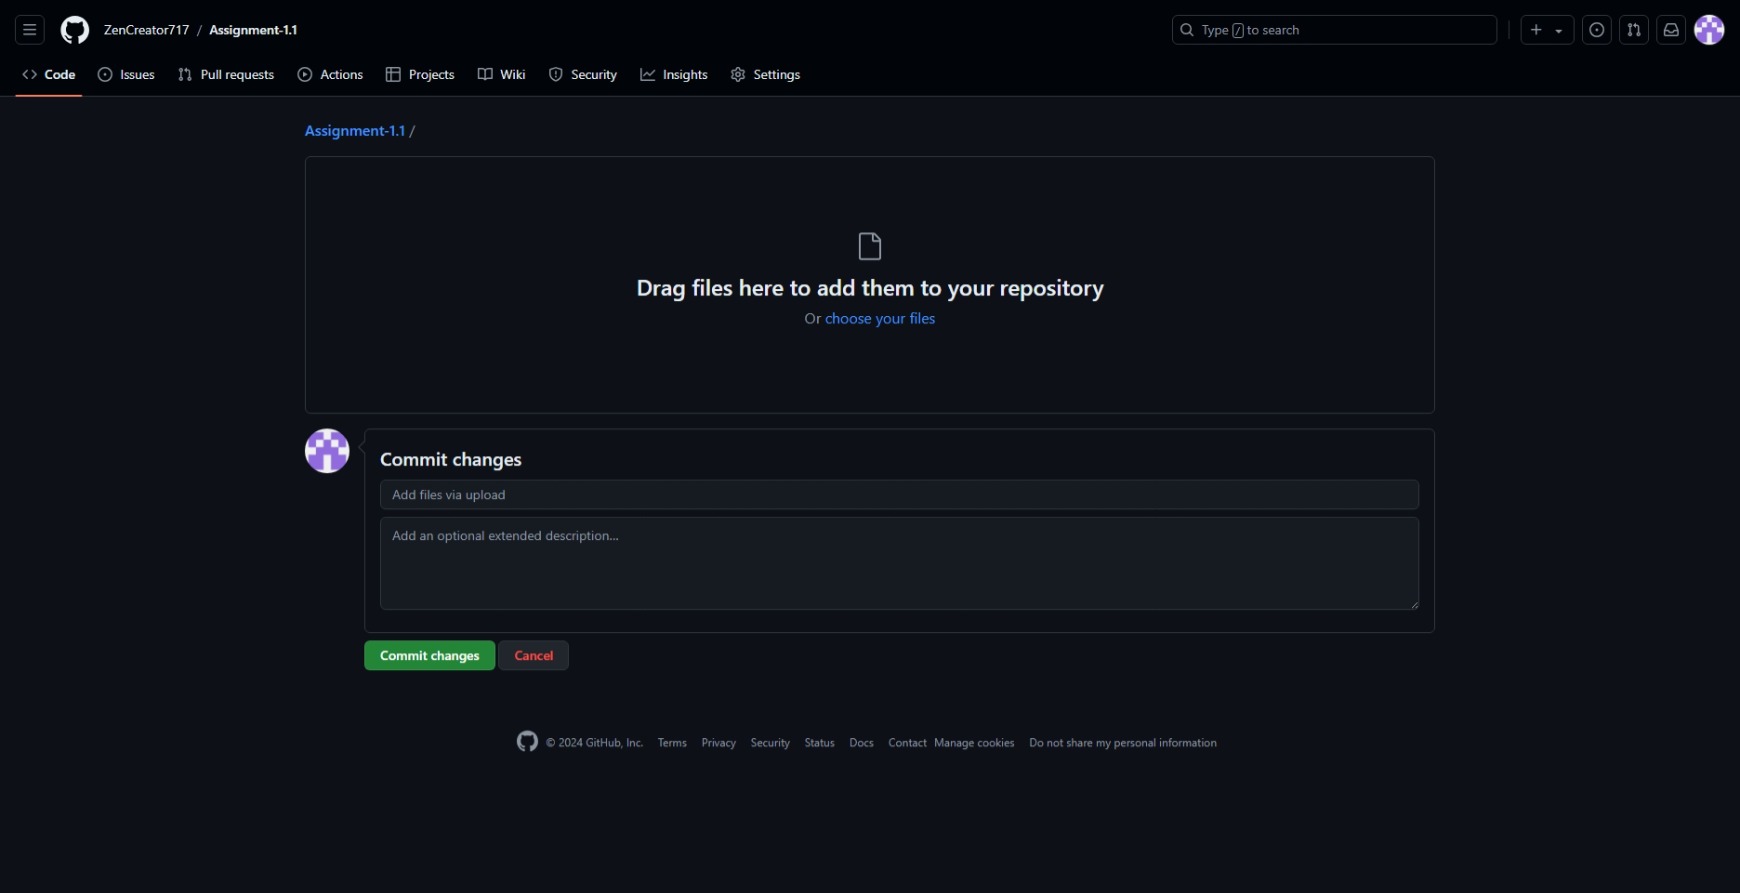 ZenCreator717 / Assignment-1.1
Type / to search
Code Issues Pull requests Actions Projects Wiki Security Insights Settings
Assignment-1.1 /
Drag files here to add them to your repository
Or choose your files
Commit changes
Add files via upload
Add an optional extended description...
Commit changes Cancel
© 2024 GitHub, Inc. Terms Privacy Security Status Docs Contact Manage cookies Do not share my personal information